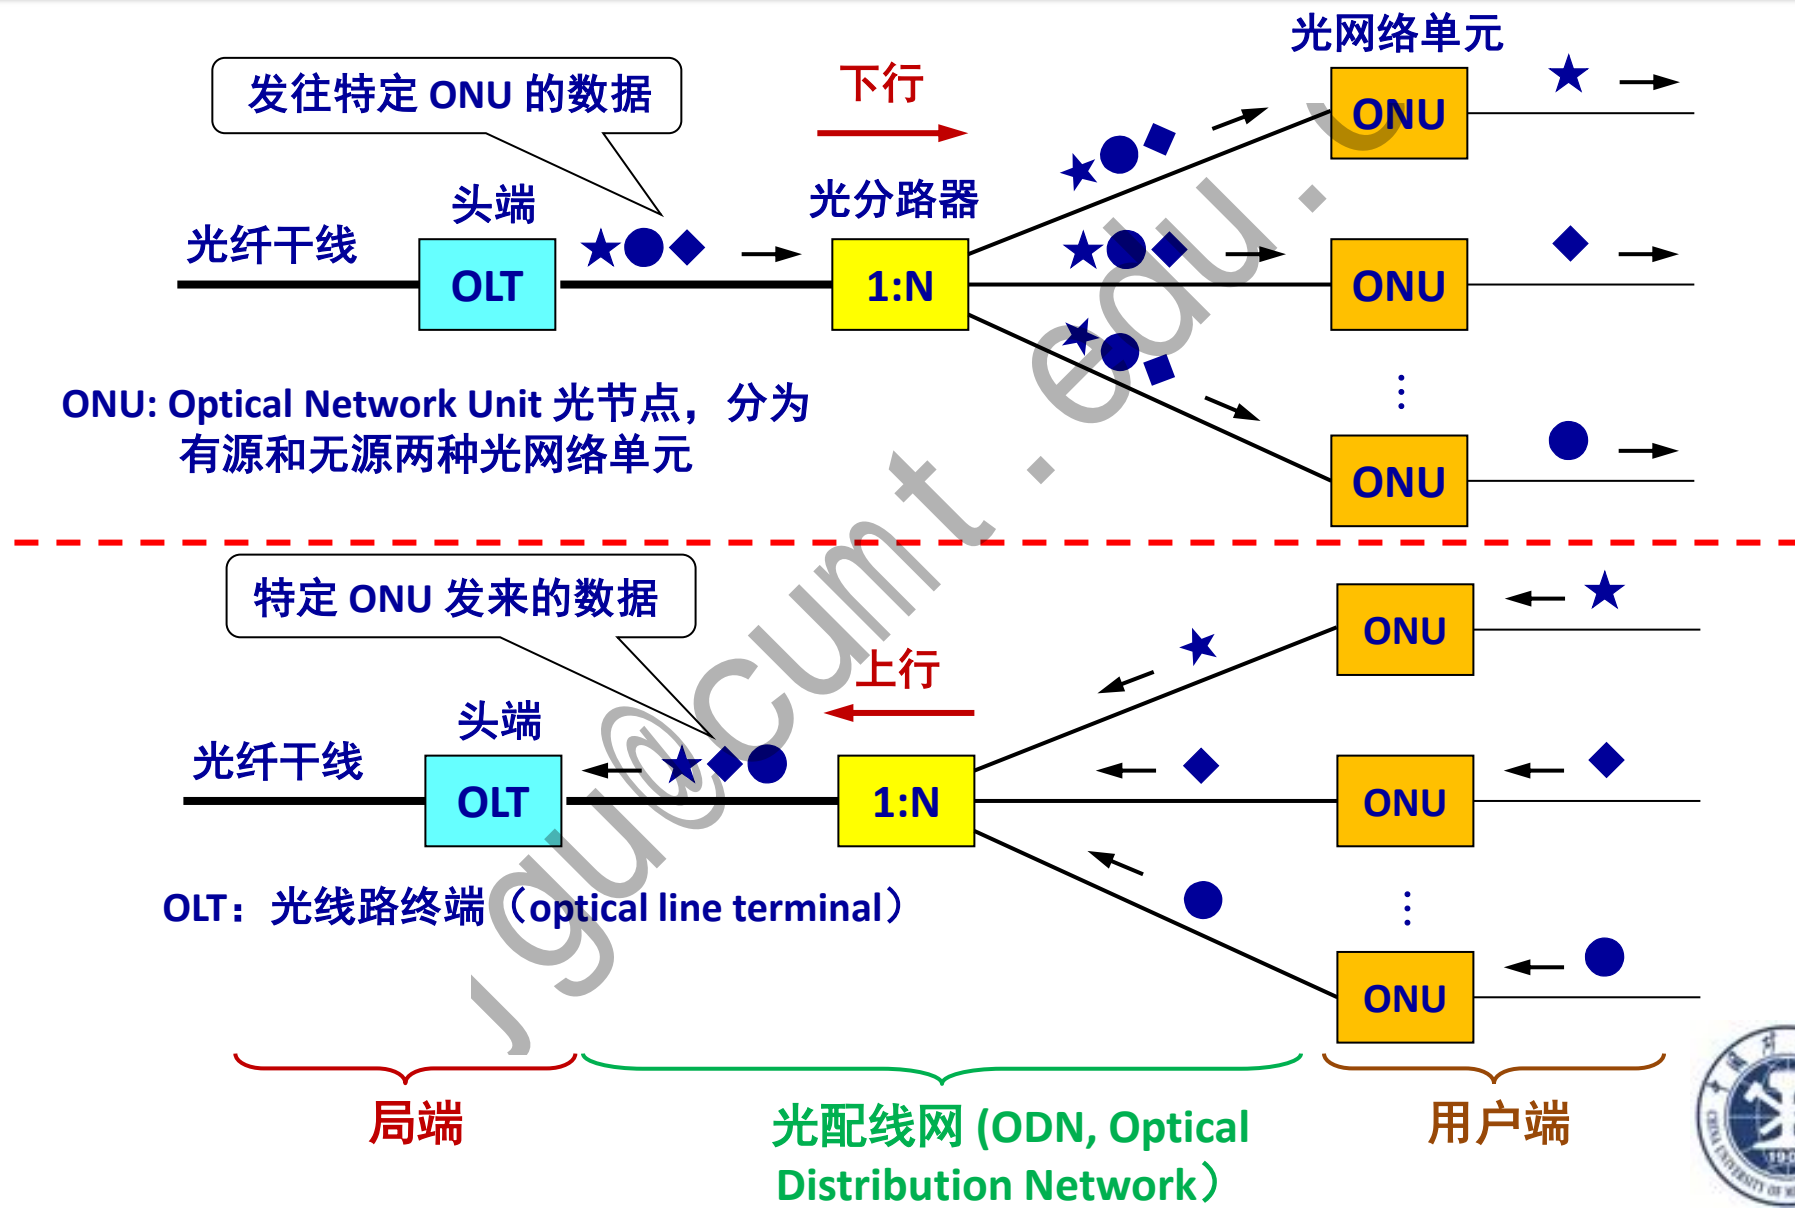 光网络单元
发往特定 ONU 的数据
下行
ONU
头端
光分路器
光纤干线
OLT
1:N
ONU
ONU: Optical Network Unit 光节点，分为
有源和无源两种光网络单元
⋮
ONU
特定 ONU 发来的数据
ONU
上行
头端
光纤干线
OLT
1:N
ONU
OLT：光线路终端（optical line terminal）
⋮
ONU
局端
光配线网 (ODN, Optical
Distribution Network）
用户端
gu@cumt.edu.c